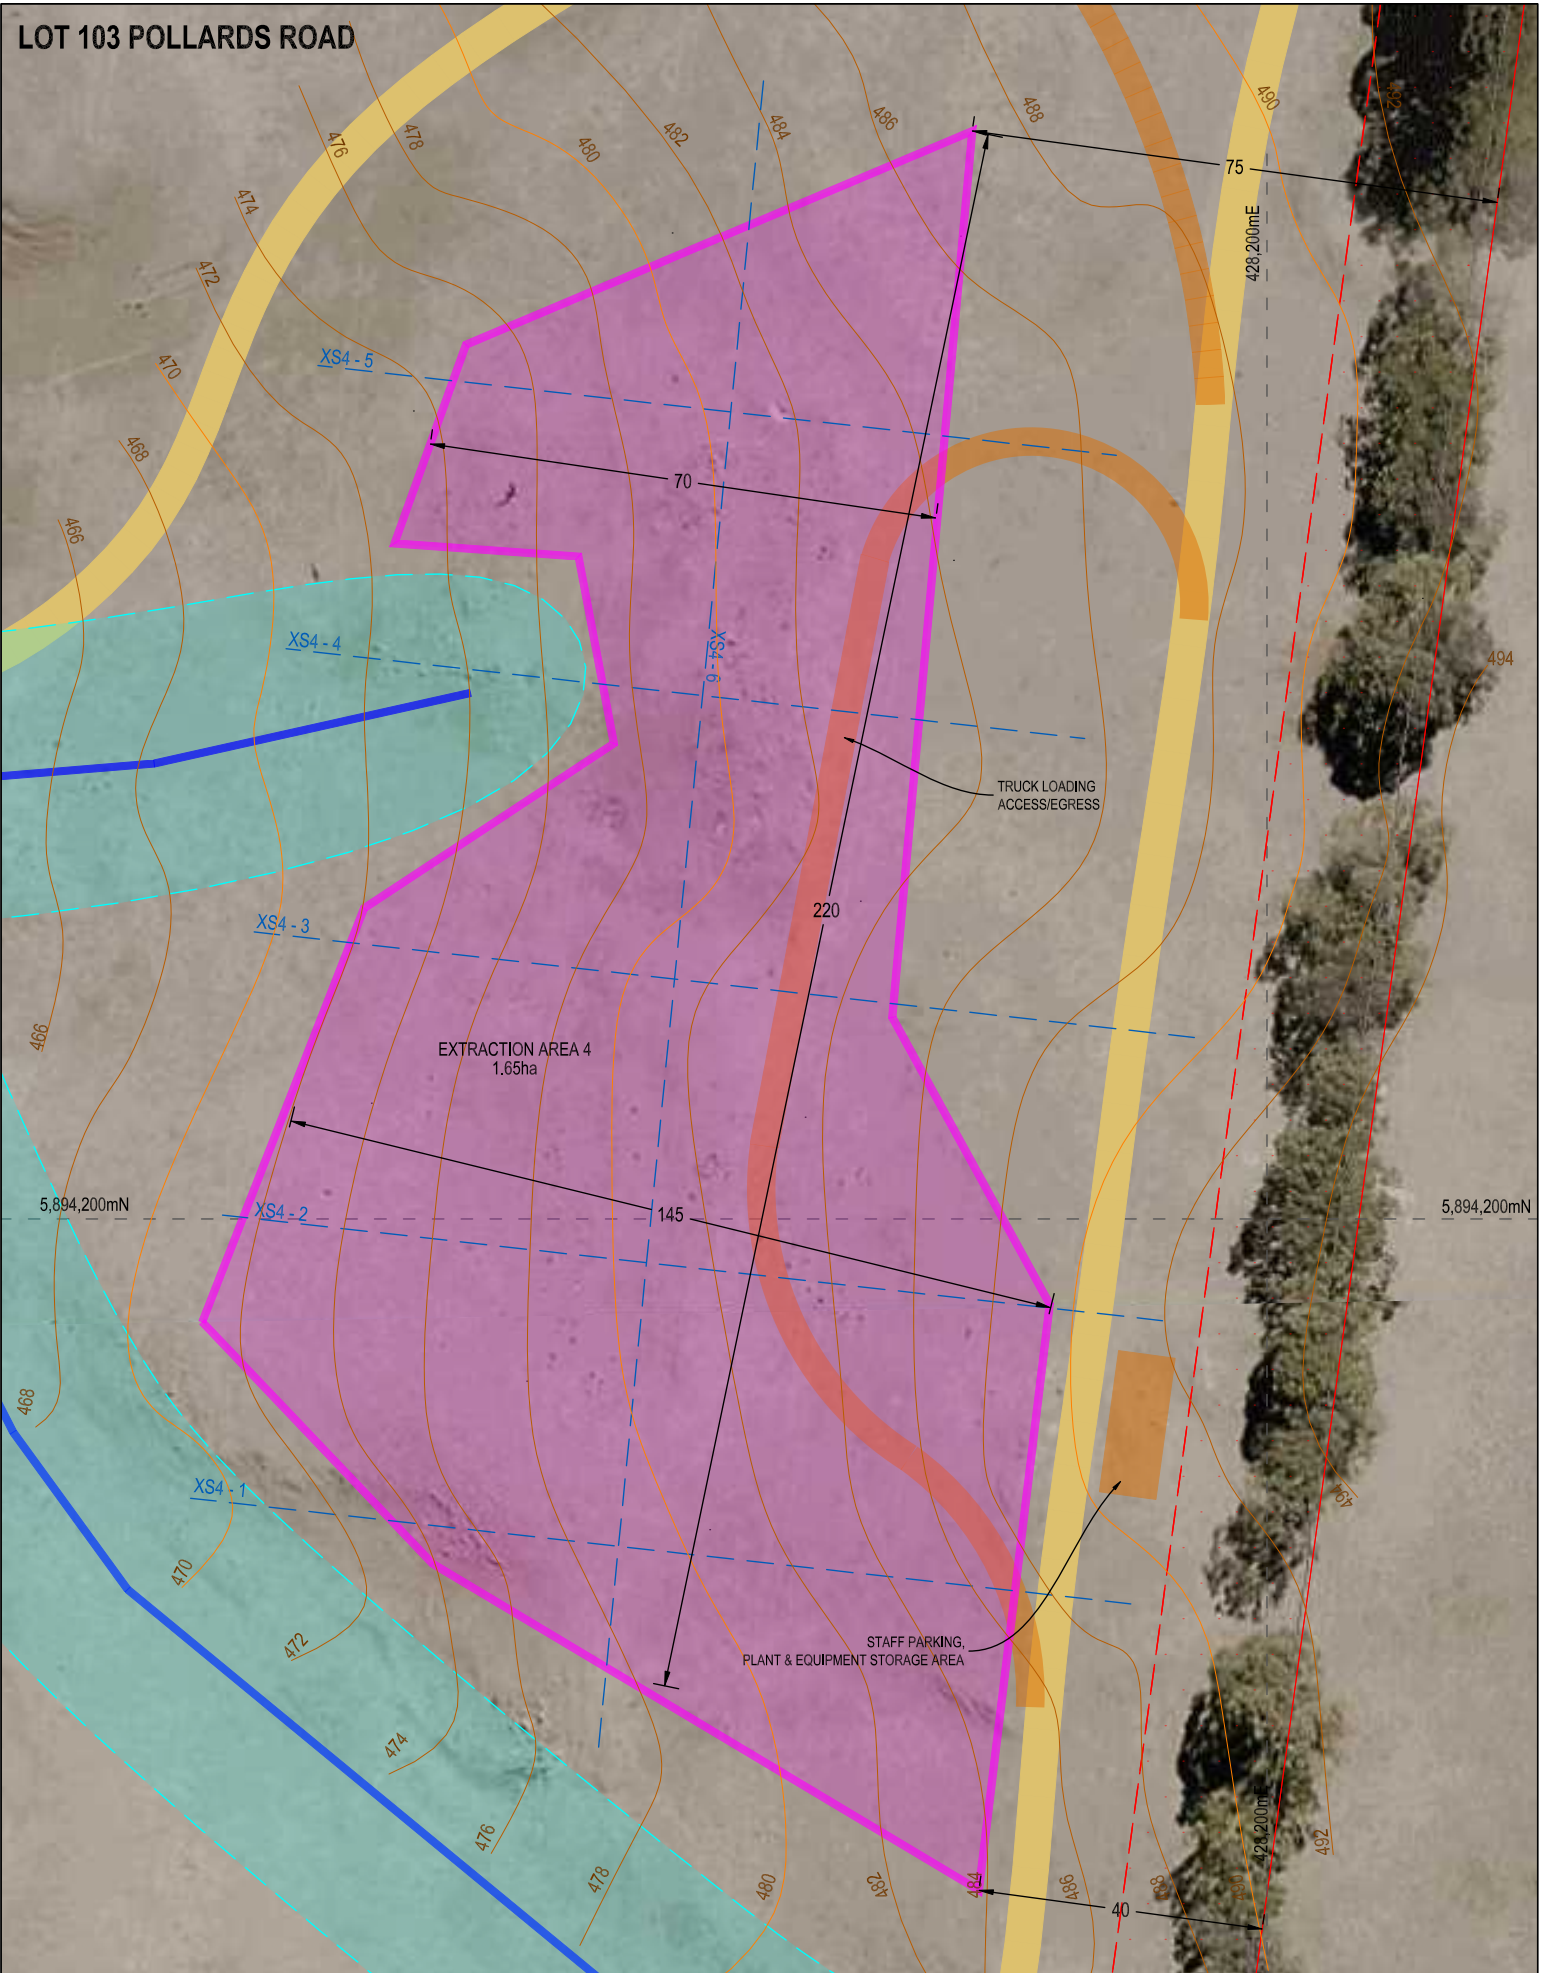 LOT 103 POLLARDS ROAD
476
478
480
482
484
486
488
490
492
75
428,200mE
474
472
470
468
466
XS4 - 5
70
XS4 - 4
XS4 - 6
494
TRUCK LOADING
ACCESS/EGRESS
220
XS4 - 3
466
EXTRACTION AREA 4
1.65ha
5,894,200mN
XS4 - 2
145
5,894,200mN
468
XS4 - 1
494
470
472
STAFF PARKING,
PLANT & EQUIPMENT STORAGE AREA
474
476
478
480
482
484
486
488
490
428,200mE
492
40